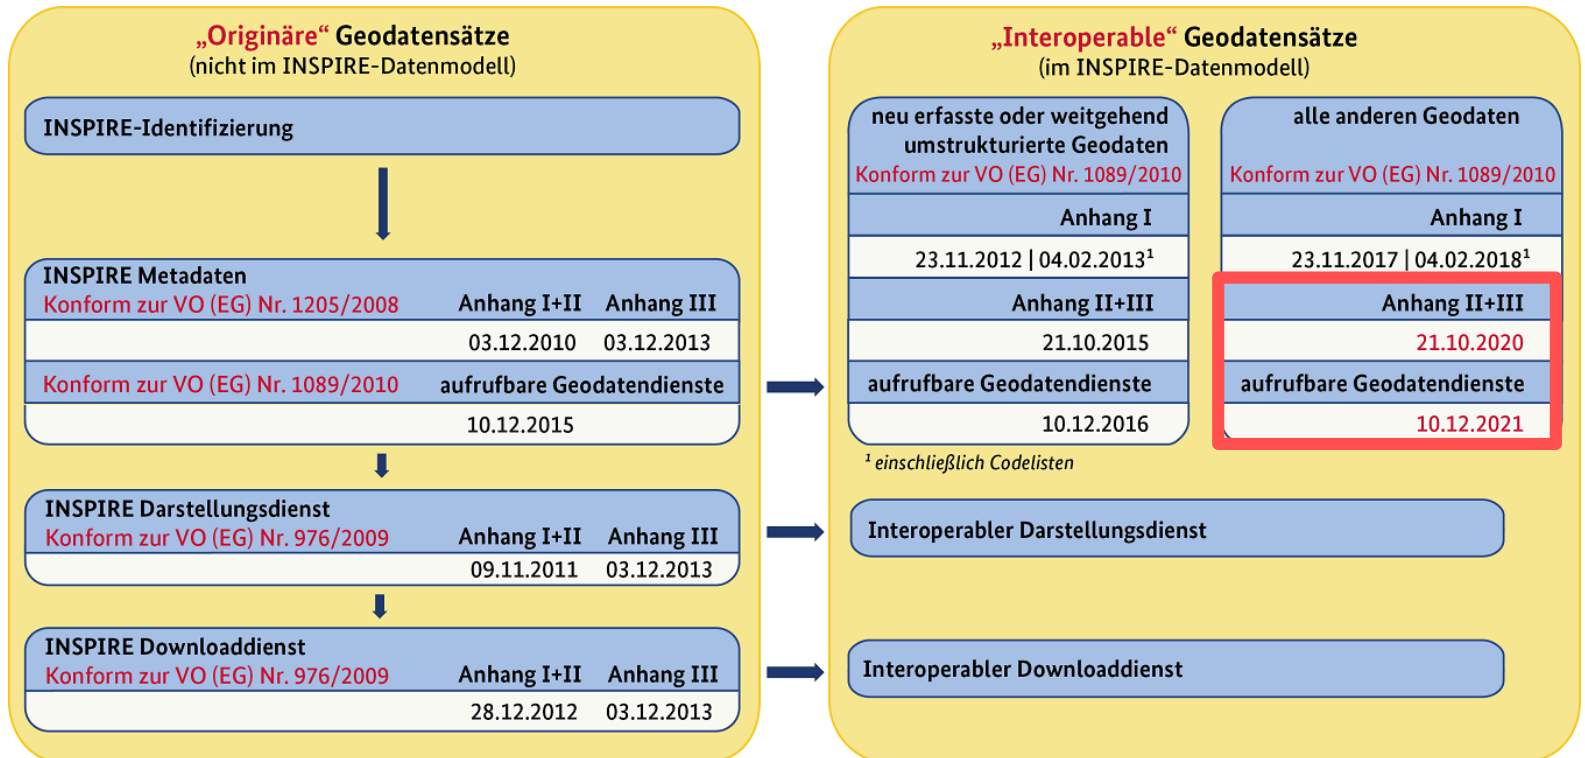 „Originäre“ Geodatensätze
(nicht im INSPIRE-Datenmodell)
INSPIRE-Identifizierung
INSPIRE Metadaten
Konform zur VO (EG) Nr. 1205/2008 Anhang I+II Anhang III
03.12.2010 03.12.2013
Konform zur VO (EG) Nr. 1089/2010 aufrufbare Geodatendienste
10.12.2015
INSPIRE Darstellungsdienst
Konform zur VO (EG) Nr. 976/2009 Anhang I+II Anhang III
09.11.2011 03.12.2013
INSPIRE Downloaddienst
Konform zur VO (EG) Nr. 976/2009 Anhang I+II Anhang III
28.12.2012 03.12.2013
„Interoperable“ Geodatensätze
(im INSPIRE-Datenmodell)
neu erfasste oder weitgehend
umstrukturierte Geodaten
Konform zur VO (EG) Nr. 1089/2010
Anhang I
23.11.2012 | 04.02.2013¹
Anhang II+III
21.10.2015
aufrufbare Geodatendienste
10.12.2016
¹ einschließlich Codelisten
alle anderen Geodaten
Konform zur VO (EG) Nr. 1089/2010
Anhang I
23.11.2017 | 04.02.2018¹
Anhang II+III
21.10.2020
aufrufbare Geodatendienste
10.12.2021
Interoperabler Darstellungsdienst
Interoperabler Downloaddienst